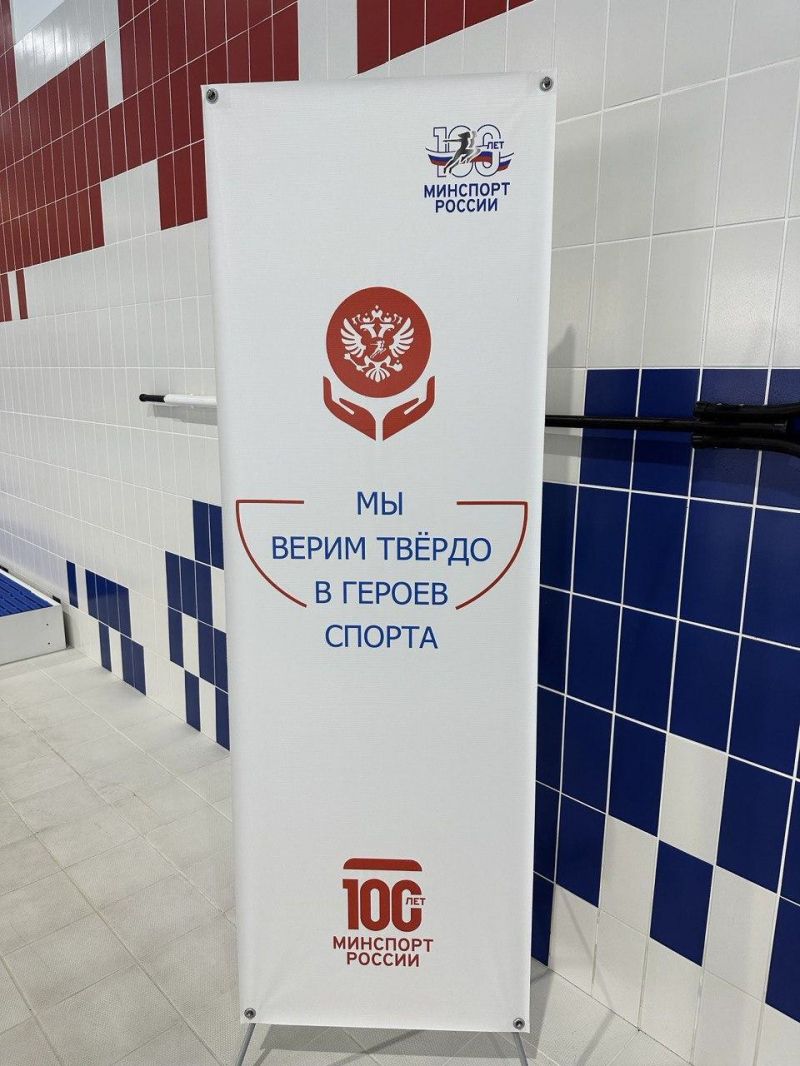 100 ЛЕТ
МИНСПОРТ
РОССИИ
МЫ
ВЕРИМ ТВЁРДО
В ГЕРОЕВ
СПОРТА
100 ЛЕТ
МИНСПОРТ
РОССИИ